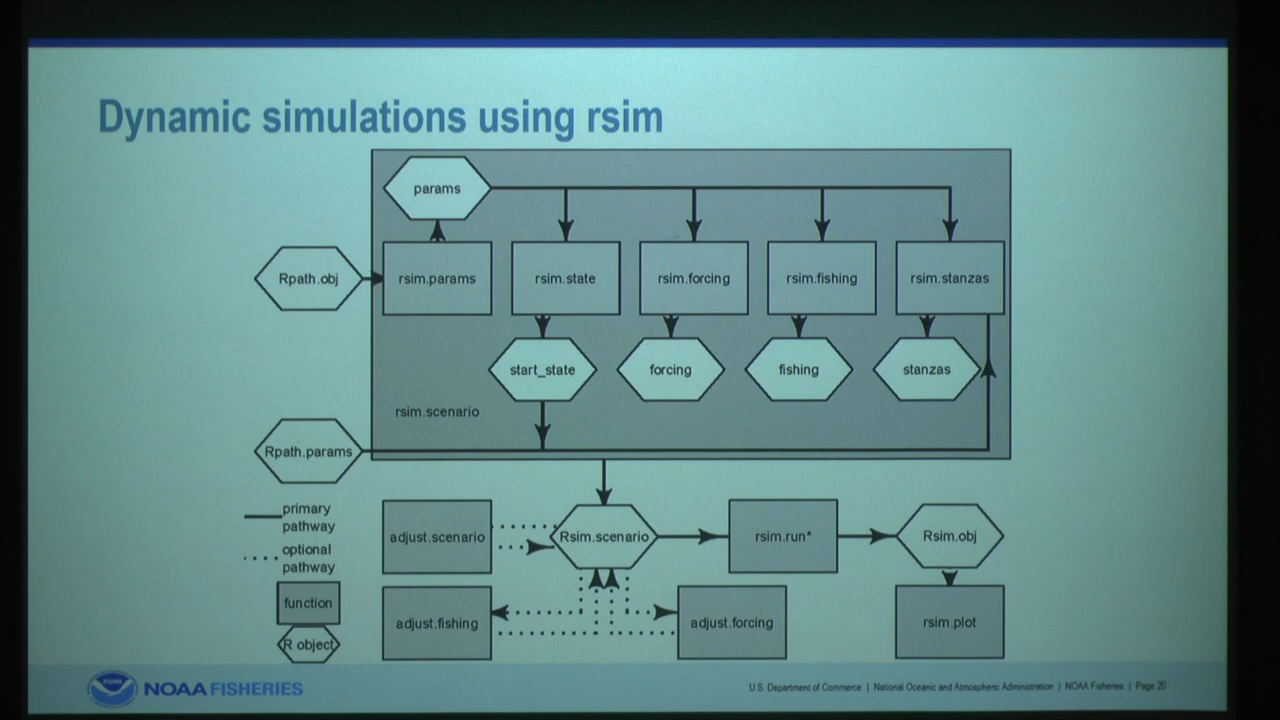 Dynamic simulations using rsim
params
Rpath.obj
rsim.params
rsim.state
rsim.forcing
rsim.fishing
rsim.stanzas
start_state
forcing
fishing
stanzas
rsim.scenario
Rpath.params
primary
pathway
optional
pathway
function
R object
adjust.scenario
Rsim.scenario
rsim.run*
Rsim.obj
adjust.fishing
adjust.forcing
rsim.plot
NOAA FISHERIES
U.S. Department of Commerce | National Oceanic and Atmospheric Administration | NOAA Fisheries | Page 20